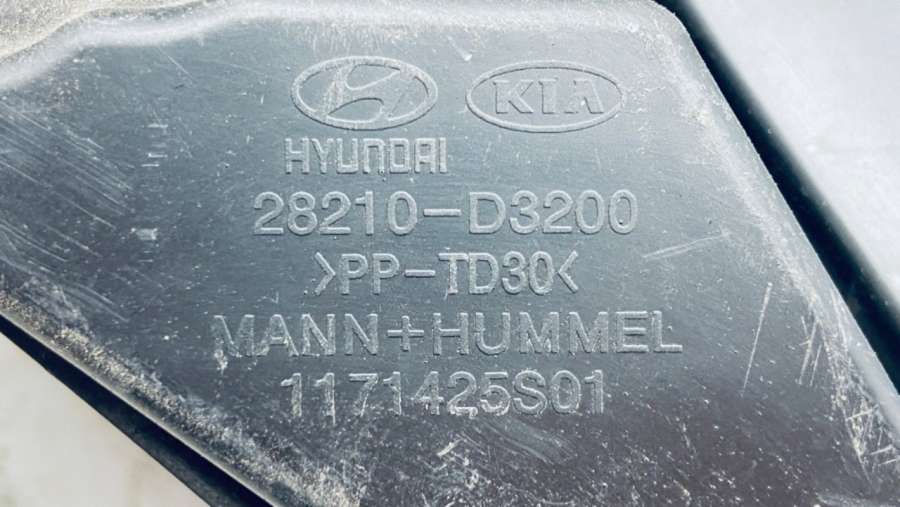 KIA
HYUNDAI
28210-D3200
>PP-TD30<
MANN+HUMMEL
1171425S01